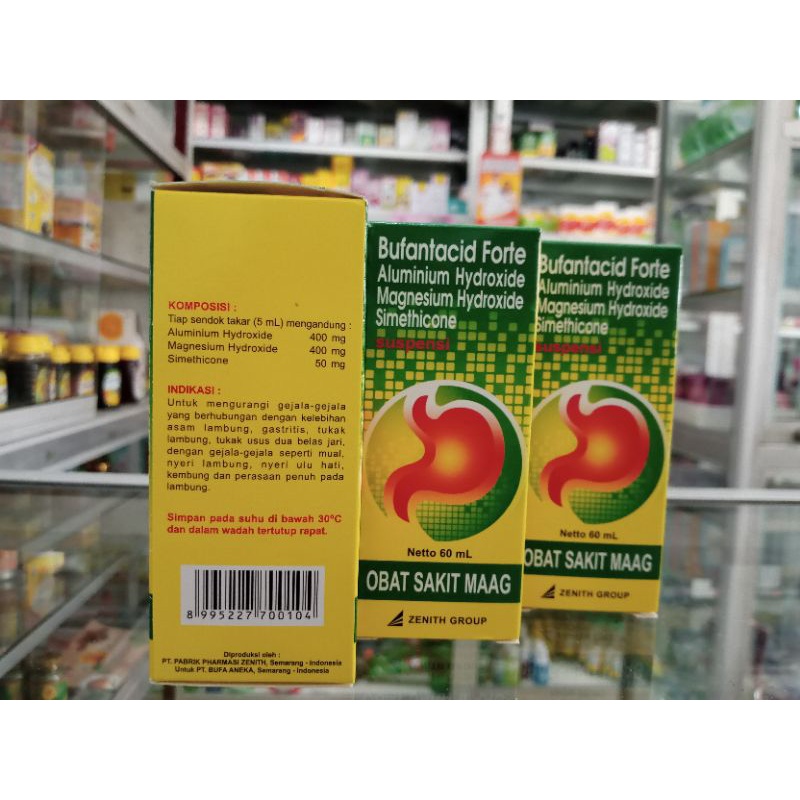 KOMPOSISI :
Tiap sendok takar (5 mL) mengandung :
Aluminium Hydroxide 400 mg
Magnesium Hydroxide 400 mg
Simethicone 50 mg
INDIKASI :
Untuk mengurangi gejala-gejala
yang berhubungan dengan kelebihan
asam lambung, gastritis, tukak
lambung, tukak usus dua belas jari,
dengan gejala-gejala seperti mual,
nyeri lambung, nyeri ulu hati,
kembung dan perasaan penuh pada
lambung.
Simpan pada suhu di bawah 30°C
dan dalam wadah tertutup rapat.
8 995227 700104
Diproduksi oleh :
PT. PABRIK PHARMASI ZENITH, Semarang - Indonesia
Untuk PT. BUFA ANEKA, Semarang - Indonesia
Bufantacid Forte
Aluminium Hydroxide
Magnesium Hydroxide
Simethicone
suspensi
Netto 60 mL
OBAT SAKIT MAAG
ZENITH GROUP
Bufantacid Forte
Aluminium Hydroxide
Magnesium Hydroxide
Simethicone
suspensi
Netto 60 mL
OBAT SAKIT MAAG
ZENITH GROUP